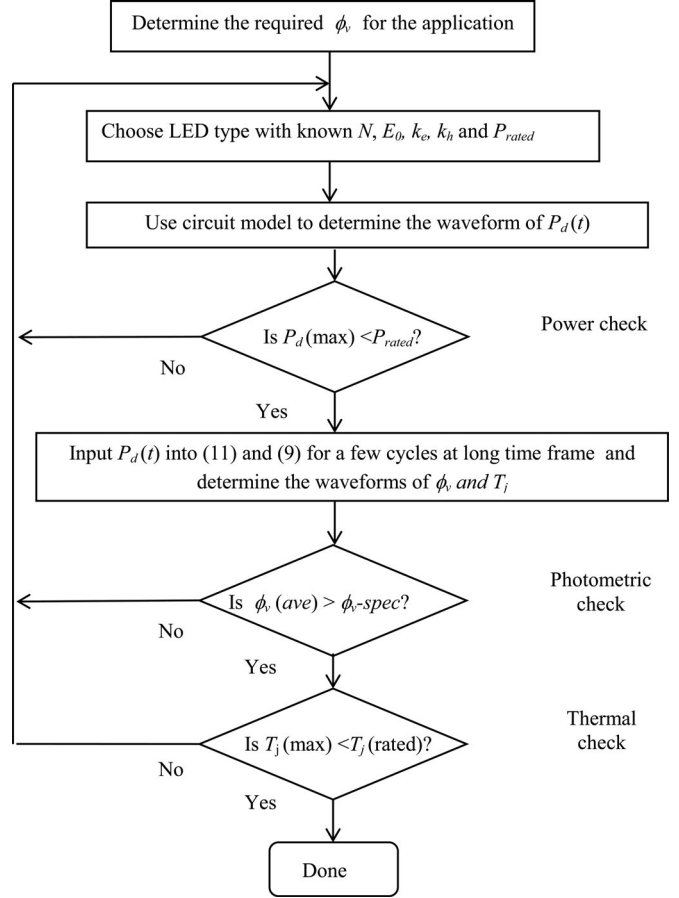 Determine the required ϕv for the application
Choose LED type with known N, E0, ke, kh and Prated
Use circuit model to determine the waveform of Pd(t)
Is Pd(max) <Prated?
Power check
No
Yes
Input Pd(t) into (11) and (9) for a few cycles at long time frame and
determine the waveforms of ϕv and Tj
Is ϕv(ave) > ϕv-spec?
Photometric
check
No
Yes
Is Tj(max) <Tj(rated)?
Thermal
check
No
Yes
Done